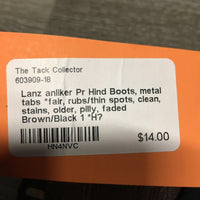 The Tack Collector
603909-18
Lanz anliker Pr Hind Boots, metal
tabs *fair, rubs/thin spots, clean,
stains, older, pilly, faded
Brown/Black 1 *H?
$14.00
HN4NVC